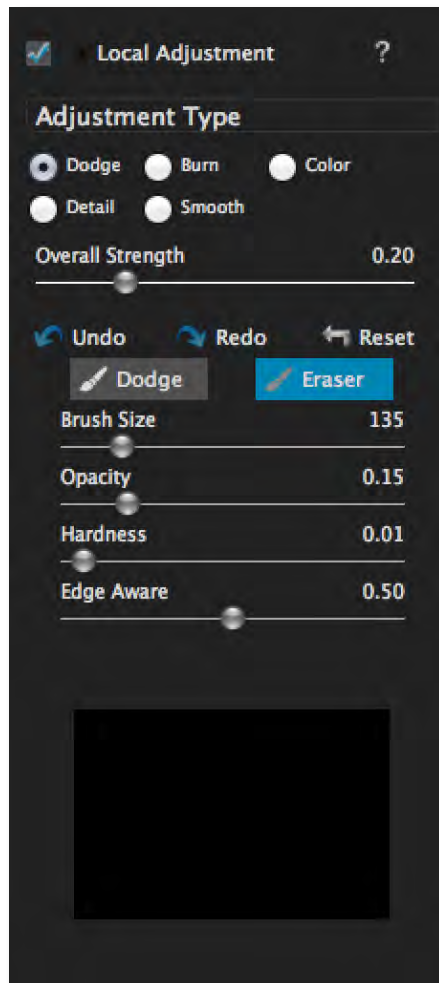 Local Adjustment ?
Adjustment Type
Dodge Burn Color
Detail Smooth
Overall Strength 0.20
Undo Redo Reset
Dodge Eraser
Brush Size 135
Opacity 0.15
Hardness 0.01
Edge Aware 0.50